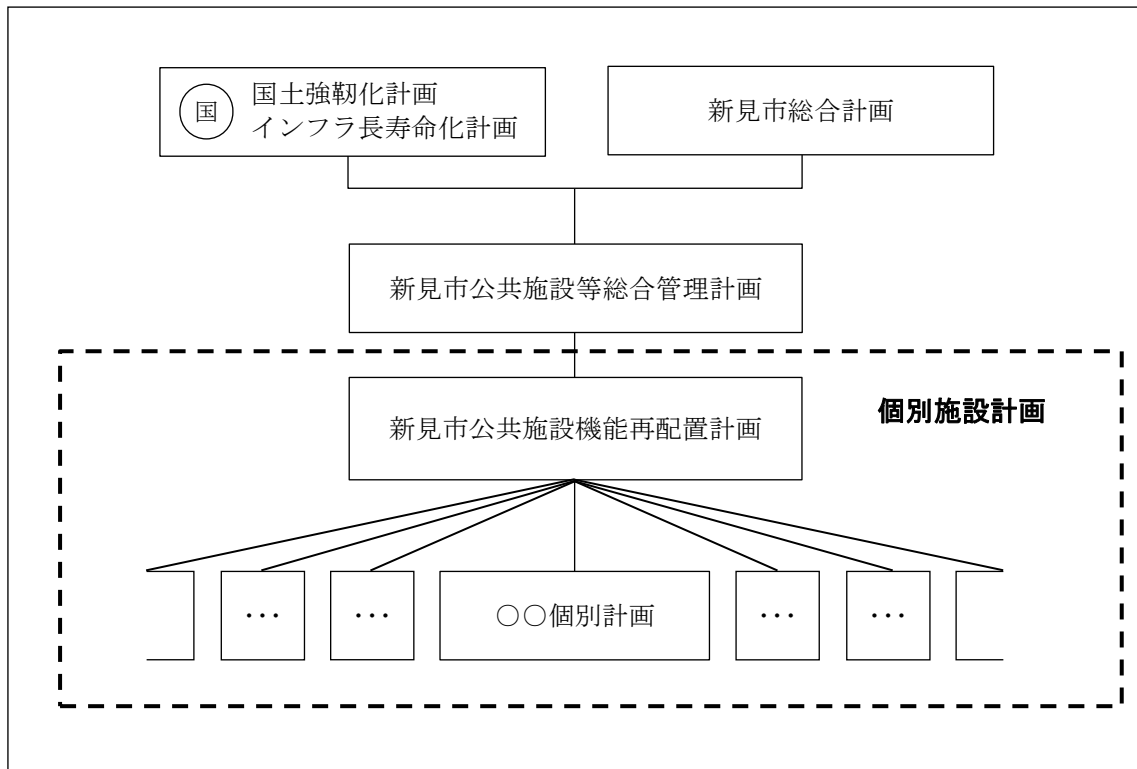 国
国土強靭化計画
インフラ長寿命化計画
新見市総合計画
新見市公共施設等総合管理計画
新見市公共施設機能再配置計画
個別施設計画
…
…
○○個別計画
…
…